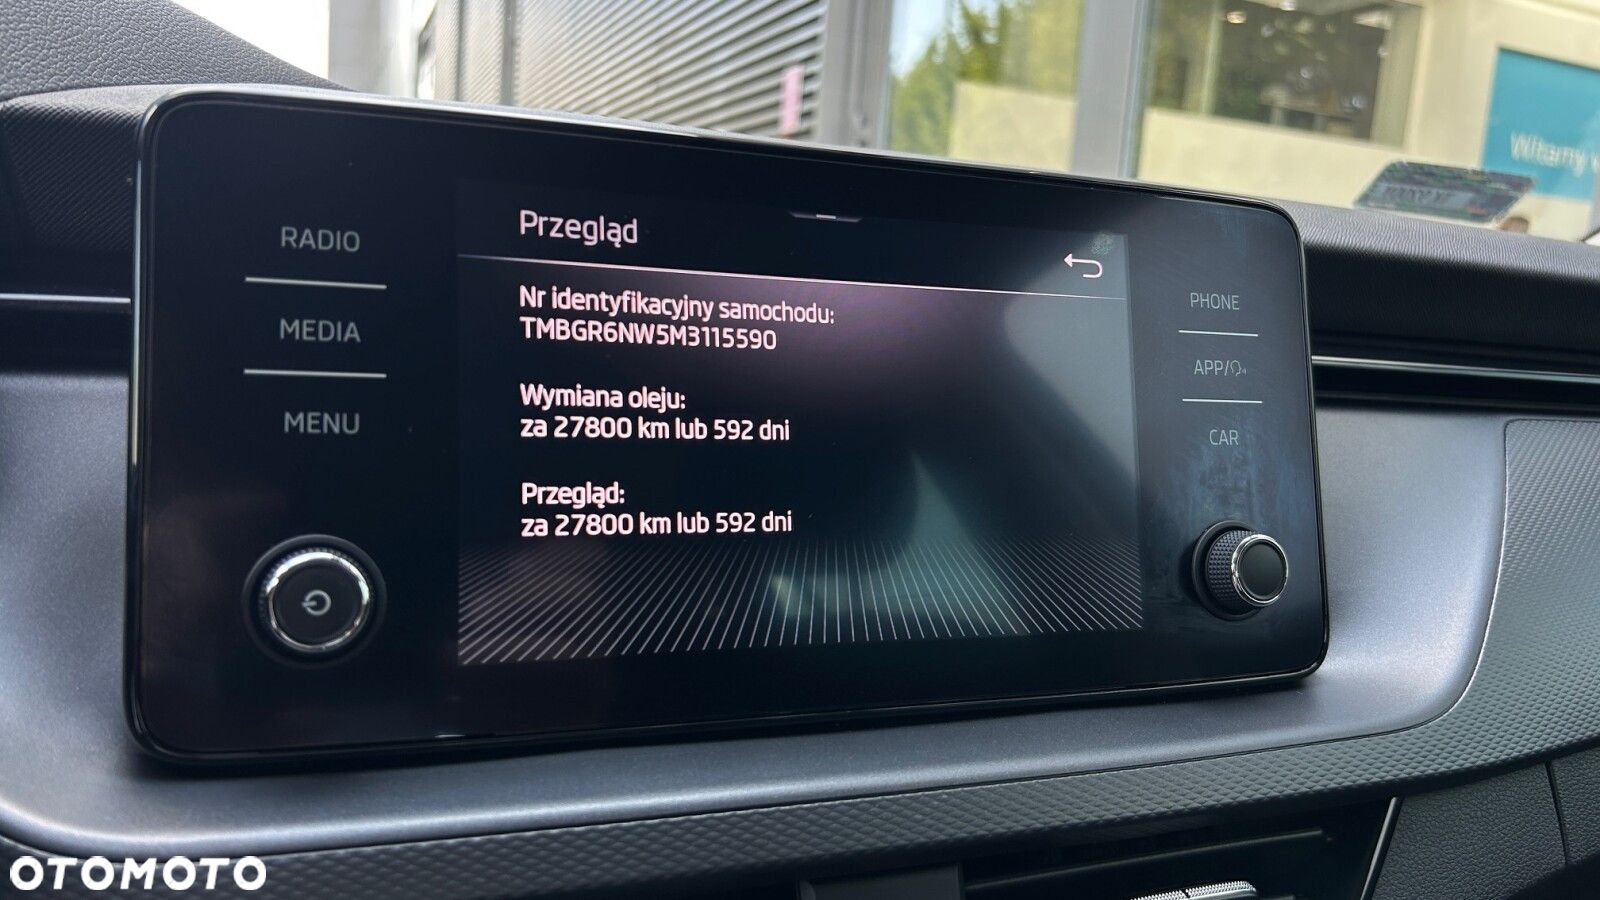 Witamy
RADIO
MEDIA
MENU
Przegląd
Nr identyfikacyjny samochodu:
TMBGR6NW5M3115590
Wymiana oleju:
za 27800 km lub 592 dni
Przegląd:
za 27800 km lub 592 dni
PHONE
APP/
CAR
OTOMOTO